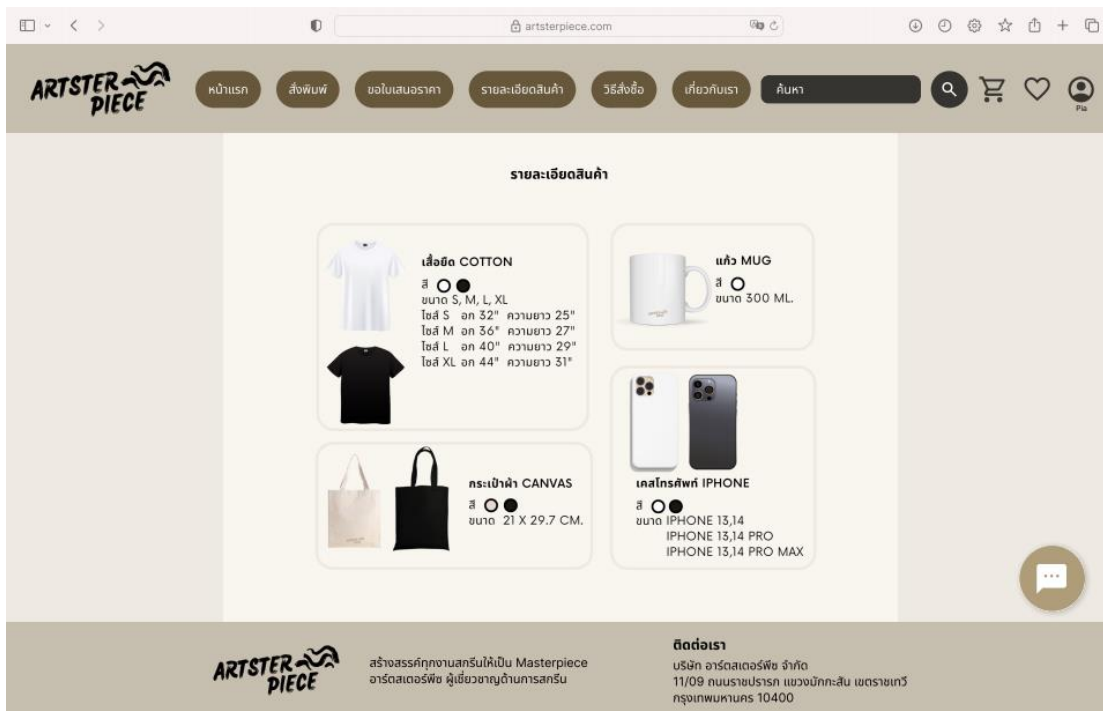 artsterpiece.com
ARTSTER
PIECE
หน้าแรก
สั่งพิมพ์
ขอใบเสนอราคา
รายละเอียดสินค้า
วิธีสั่งซื้อ
เกี่ยวกับเรา
ค้นหา
Pia
รายละเอียดสินค้า
เสื้อยืด COTTON
สี
ขนาด S, M, L, XL
ไซส์ S อก 32" ความยาว 25"
ไซส์ M อก 36" ความยาว 27"
ไซส์ L อก 40" ความยาว 29"
ไซส์ XL อก 44" ความยาว 31"
แก้ว MUG
สี
ขนาด 300 ML.
กระเป๋าผ้า CANVAS
สี
ขนาด 21 X 29.7 CM.
เคสโทรศัพท์ IPHONE
สี
ขนาด IPHONE 13,14
IPHONE 13,14 PRO
IPHONE 13,14 PRO MAX
ARTSTER
PIECE
สร้างสรรค์ทุกงานสกรีนให้เป็น Masterpiece
อาร์ตสเตอร์พีซ ผู้เชี่ยวชาญด้านการสกรีน
ติดต่อเรา
บริษัท อาร์ตสเตอร์พีซ จำกัด
11/09 ถนนราชปรารภ แขวงมักกะสัน เขตราชเทวี
กรุงเทพมหานคร 10400